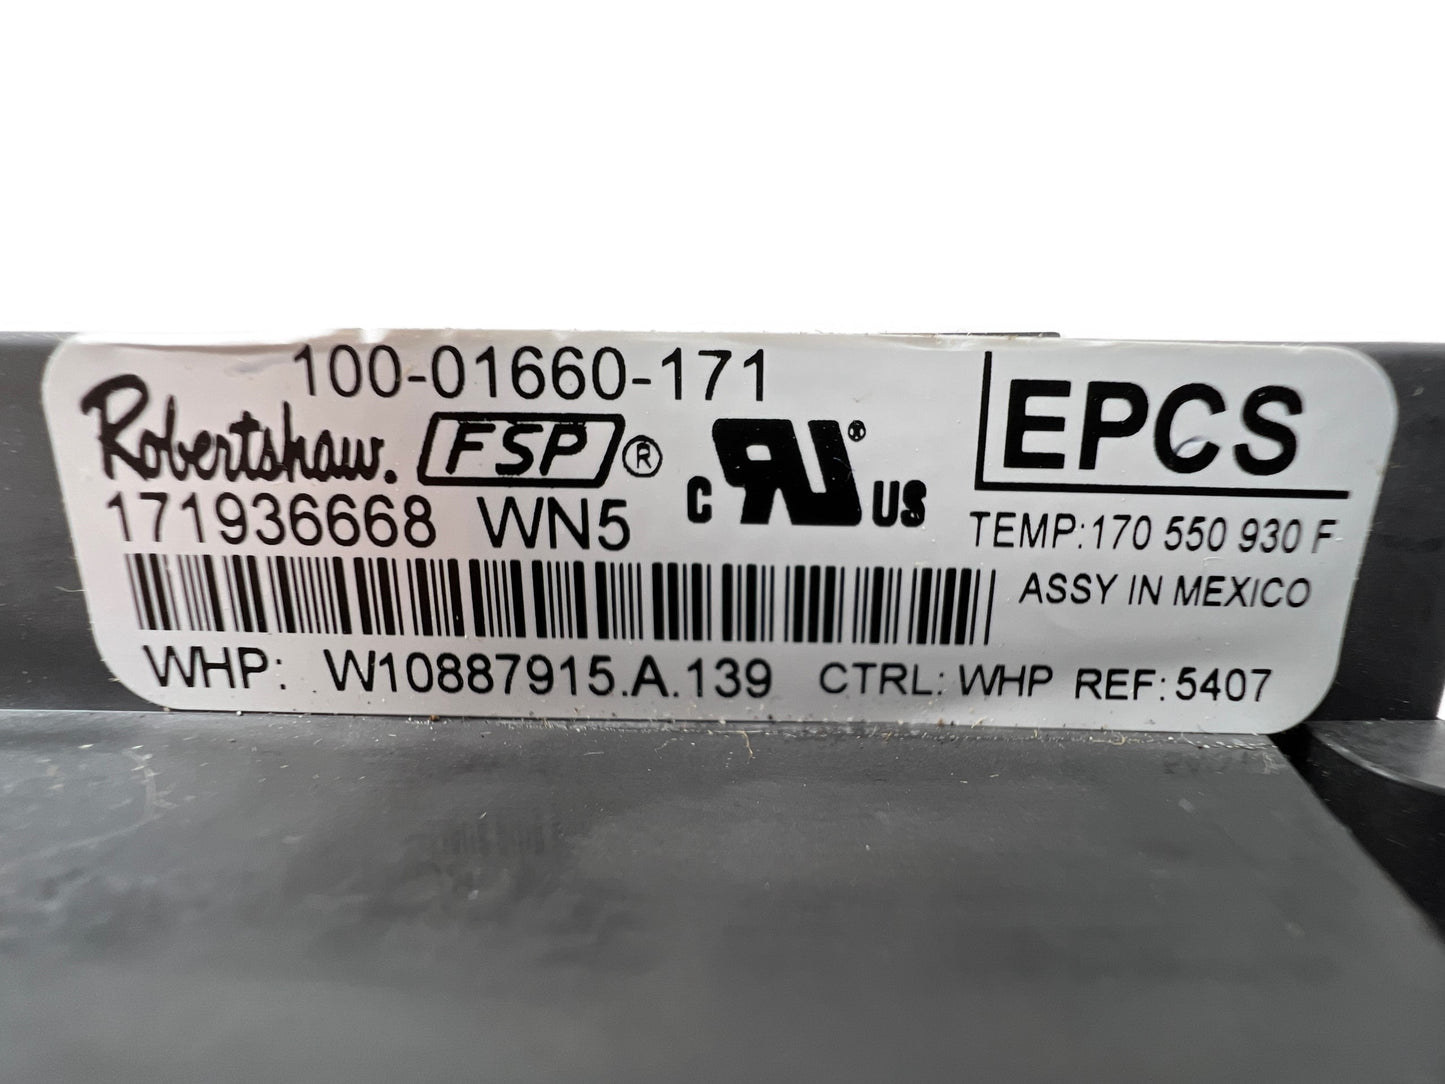 100-01660-171
Robertshaw. FSP®
171936668 WN5
c RU® US
EPCS
TEMP:170 550 930 F
ASSY IN MEXICO
WHP: W10887915.A.139 CTRL: WHP REF: 5407